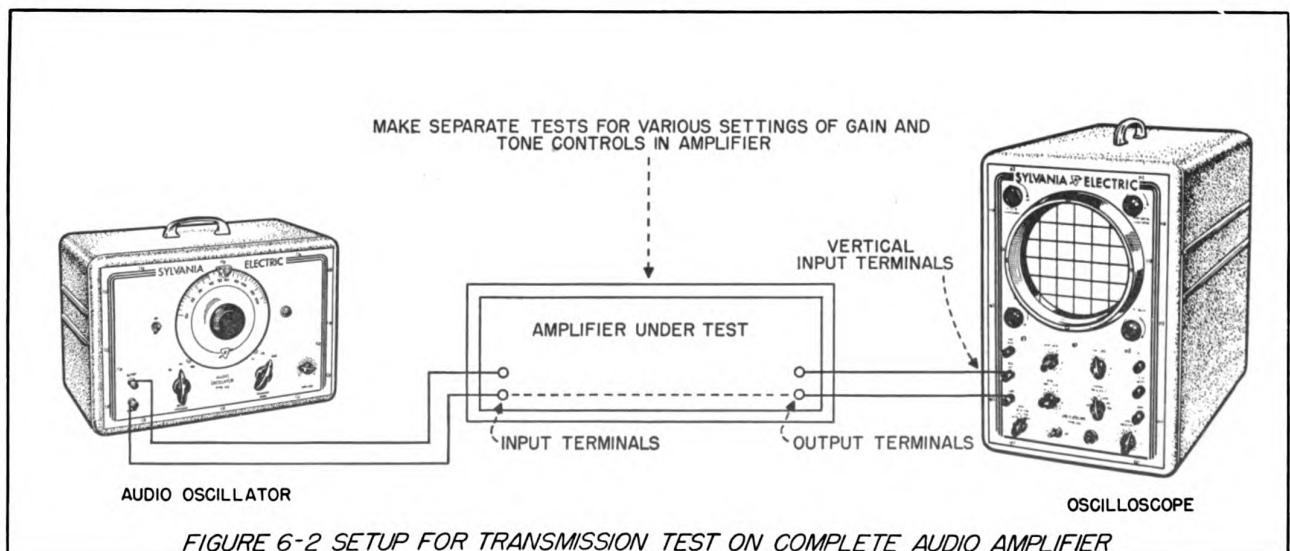 MAKE SEPARATE TESTS FOR VARIOUS SETTINGS OF GAIN AND
TONE CONTROLS IN AMPLIFIER
SYLVANIA ELECTRIC
SYLVANIA ELECTRIC
VERTICAL
INPUT TERMINALS
AMPLIFIER UNDER TEST
INPUT TERMINALS
OUTPUT TERMINALS
AUDIO OSCILLATOR
OSCILLOSCOPE
FIGURE 6-2 SETUP FOR TRANSMISSION TEST ON COMPLETE AUDIO AMPLIFIER